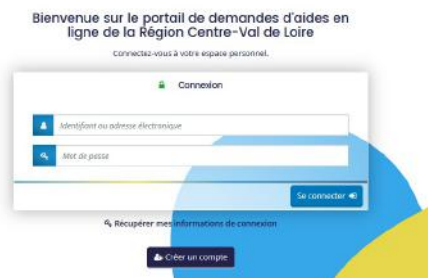 Bienvenue sur le portail de demandes d'aides en
ligne de la Région Centre-Val de Loire
Connectez-vous à votre espace personnel.
Connexion
Identifiant ou adresse électronique
Mot de passe
Se connecter
Récupérer mes informations de connexion
Créer un compte